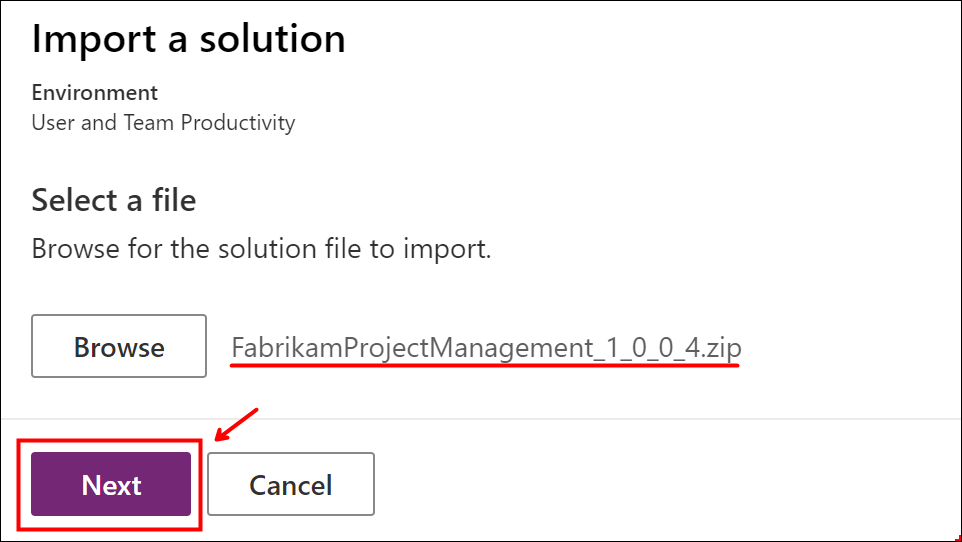 Import a solution
Environment
User and Team Productivity
Select a file
Browse for the solution file to import.
Browse FabrikamProjectManagement_1_0_0_4.zip
Next Cancel